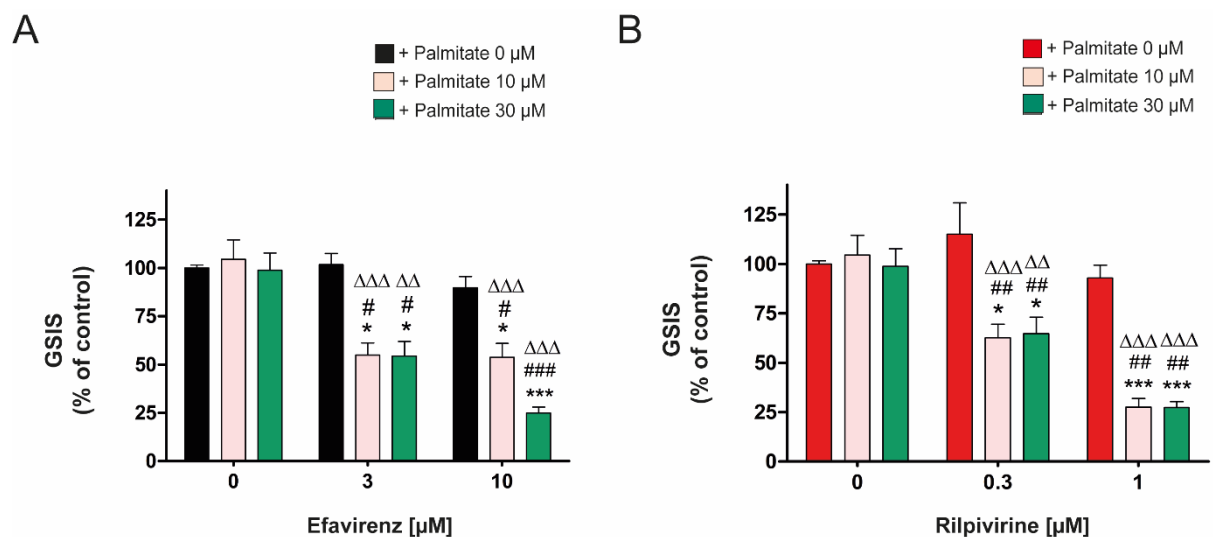 A
+ Palmitate 0 µM
+ Palmitate 10 µM
+ Palmitate 30 µM
GSIS
(% of control)
125
100
75
50
25
0
ΔΔΔ ΔΔ
# #
* *
ΔΔΔ
#
*
ΔΔΔ
###
***
0 3 10
Efavirenz [µM]
B
+ Palmitate 0 µM
+ Palmitate 10 µM
+ Palmitate 30 µM
GSIS
(% of control)
125
100
75
50
25
0
ΔΔΔ ΔΔ
## ##
* *
ΔΔΔ ΔΔΔ
## ##
*** ***
0 0.3 1
Rilpivirine [µM]